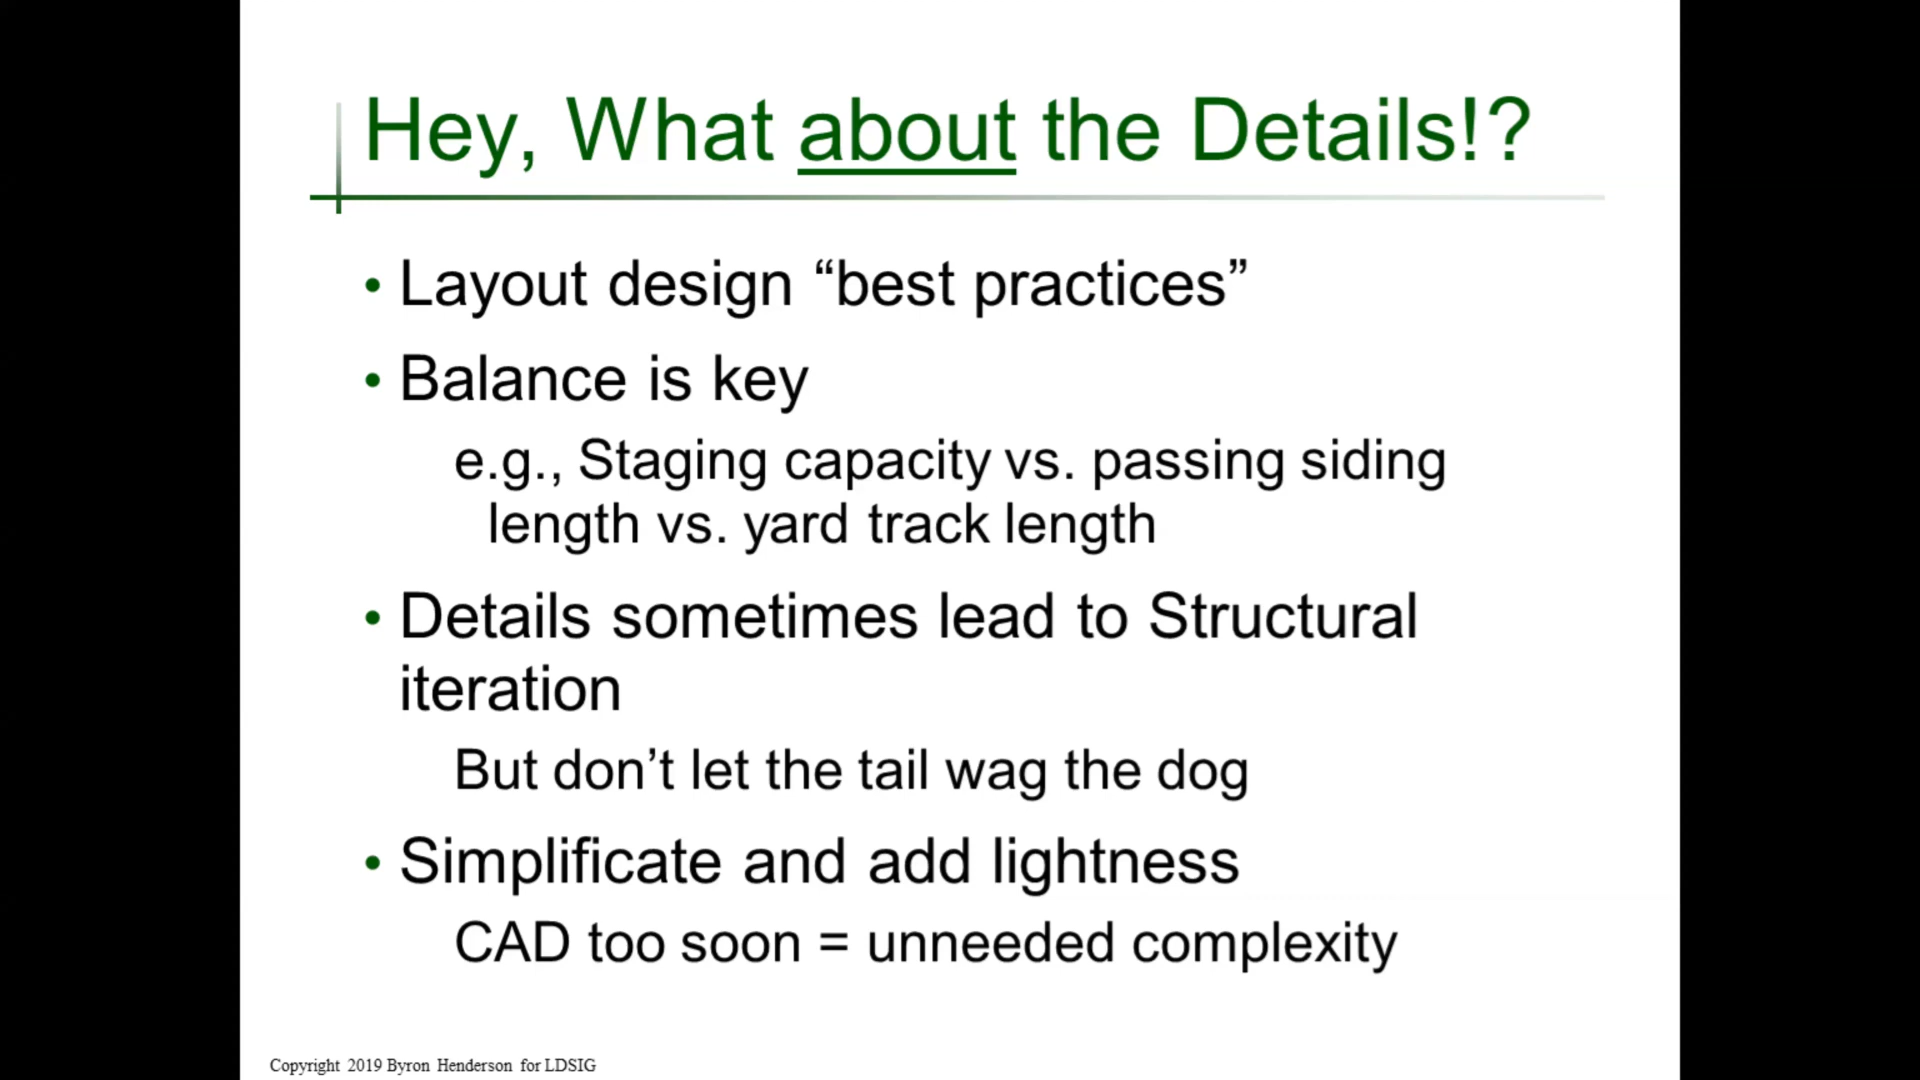 Hey, What about the Details!?
• Layout design “best practices”
• Balance is key
e.g., Staging capacity vs. passing siding
length vs. yard track length
• Details sometimes lead to Structural
iteration
But don’t let the tail wag the dog
• Simplificate and add lightness
CAD too soon = unneeded complexity
Copyright 2019 Byron Henderson for LDSIG